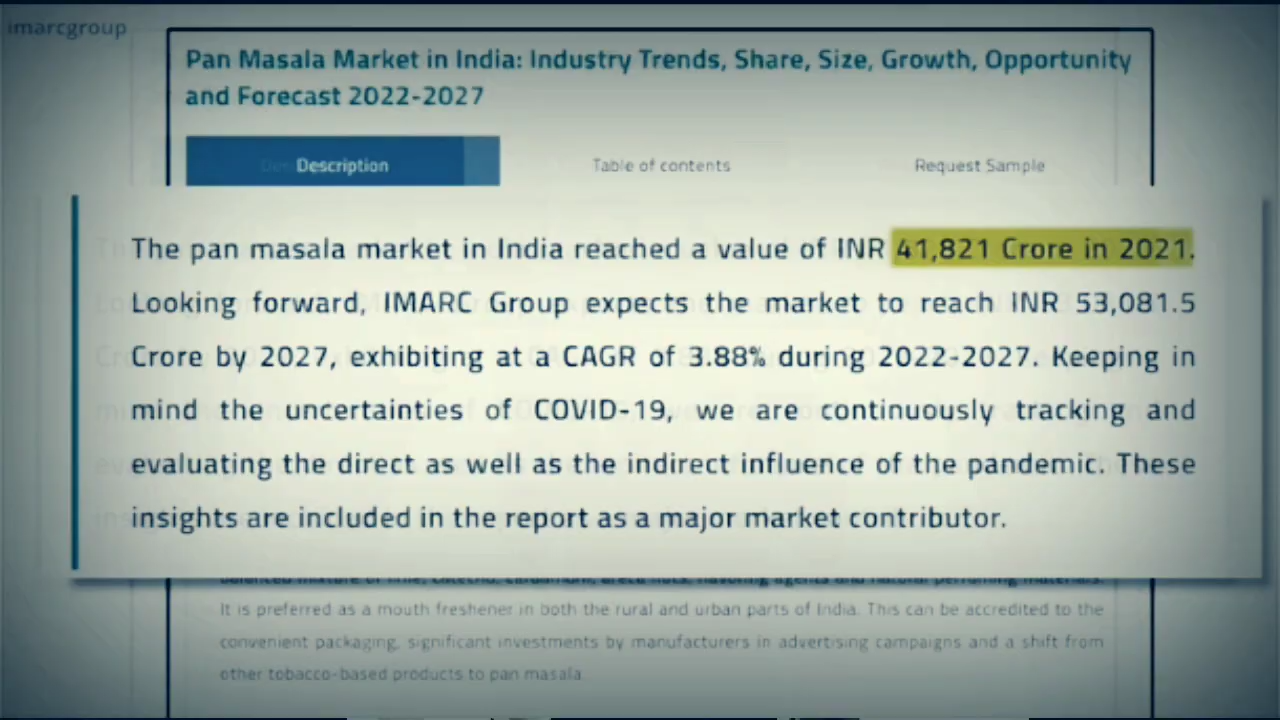 imarcgroup
Pan Masala Market in India: Industry Trends, Share, Size, Growth, Opportunity
and Forecast 2022-2027
Description
Table of contents
Request Sample
The pan masala market in India reached a value of INR 41,821 Crore in 2021.
Looking forward, IMARC Group expects the market to reach INR 53,081.5
Crore by 2027, exhibiting at a CAGR of 3.88% during 2022-2027. Keeping in
mind the uncertainties of COVID-19, we are continuously tracking and
evaluating the direct as well as the indirect influence of the pandemic. These
insights are included in the report as a major market contributor.
It is preferred as a mouth freshener in both the rural and urban parts of India. This can be accredited to the
convenient packaging, significant investments by manufacturers in advertising campaigns and a shift from
other tobacco-based products to pan masala.